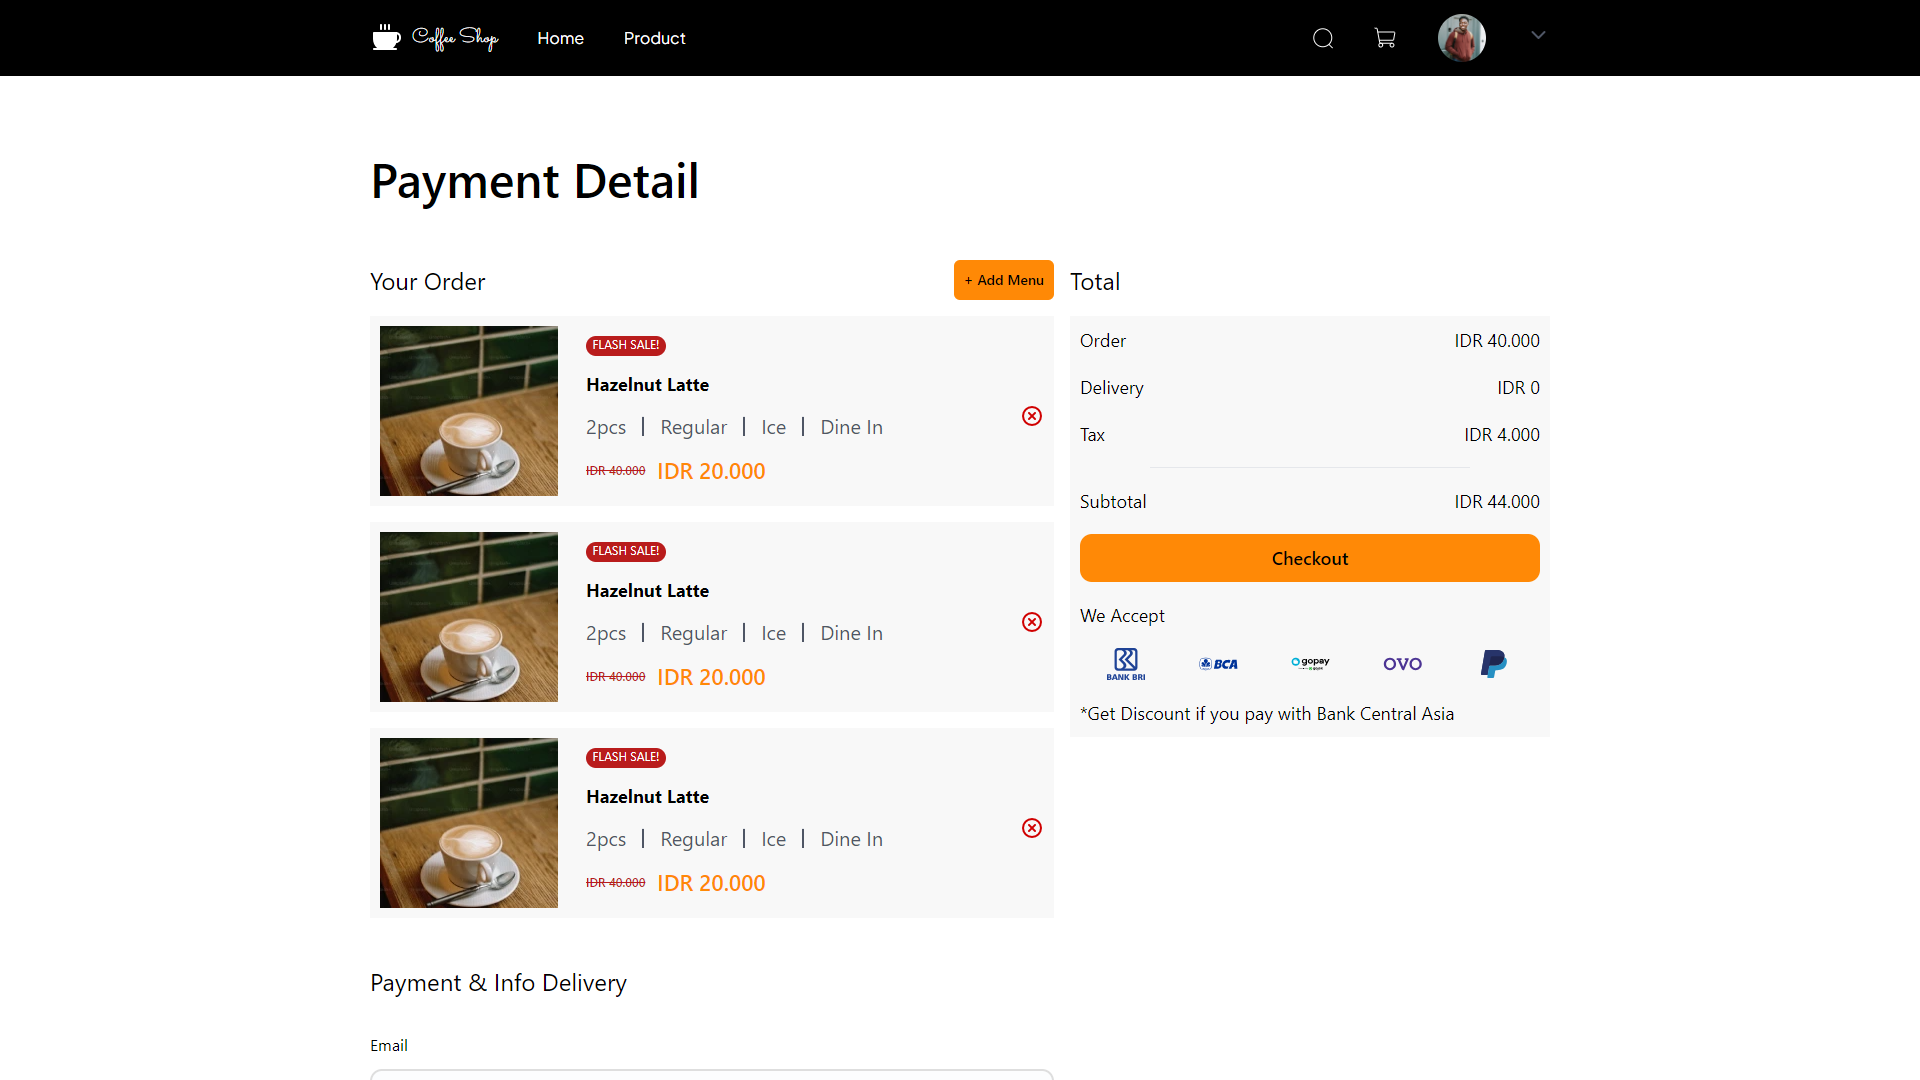 Coffee Shop Home Product
Payment Detail
Your Order
+ Add Menu
FLASH SALE!
Hazelnut Latte
2pcs | Regular | Ice | Dine In
IDR 40.000 IDR 20.000
FLASH SALE!
Hazelnut Latte
2pcs | Regular | Ice | Dine In
IDR 40.000 IDR 20.000
FLASH SALE!
Hazelnut Latte
2pcs | Regular | Ice | Dine In
IDR 40.000 IDR 20.000
Total
Order IDR 40.000
Delivery IDR 0
Tax IDR 4.000
Subtotal IDR 44.000
Checkout
We Accept
BANK BRI BCA gopay OVO
*Get Discount if you pay with Bank Central Asia
Payment & Info Delivery
Email